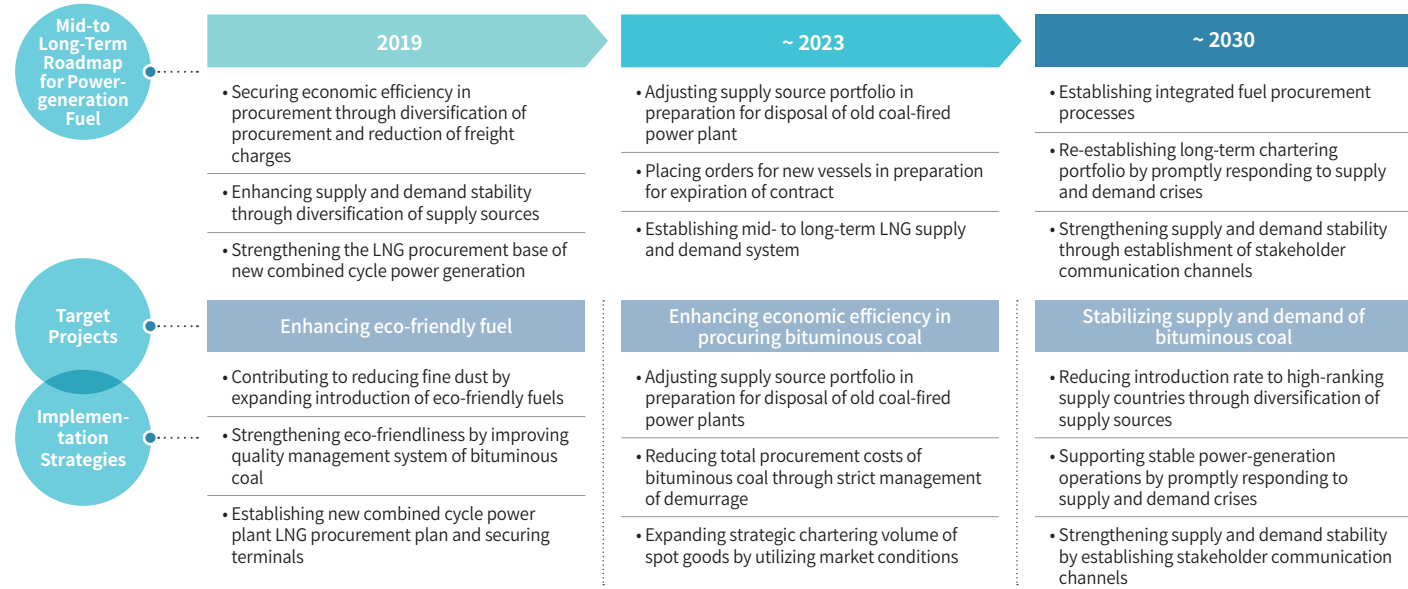 Mid-to
Long-Term
Roadmap
for Power-
generation
Fuel
2019
~ 2023
~ 2030
• Securing economic efficiency in
procurement through diversification of
procurement and reduction of freight
charges
• Enhancing supply and demand stability
through diversification of supply sources
• Strengthening the LNG procurement base of
new combined cycle power generation
• Adjusting supply source portfolio in
preparation for disposal of old coal-fired
power plant
• Placing orders for new vessels in preparation
for expiration of contract
• Establishing mid- to long-term LNG supply
and demand system
• Establishing integrated fuel procurement
processes
• Re-establishing long-term chartering
portfolio by promptly responding to supply
and demand crises
• Strengthening supply and demand stability
through establishment of stakeholder
communication channels
Target
Projects
Enhancing eco-friendly fuel
Enhancing economic efficiency in
procuring bituminous coal
Stabilizing supply and demand of
bituminous coal
Implemen-
tation
Strategies
• Contributing to reducing fine dust by
expanding introduction of eco-friendly fuels
• Strengthening eco-friendliness by improving
quality management system of bituminous
coal
• Establishing new combined cycle power
plant LNG procurement plan and securing
terminals
• Adjusting supply source portfolio in
preparation for disposal of old coal-fired
power plants
• Reducing total procurement costs of
bituminous coal through strict management
of demurrage
• Expanding strategic chartering volume of
spot goods by utilizing market conditions
• Reducing introduction rate to high-ranking
supply countries through diversification of
supply sources
• Supporting stable power-generation
operations by promptly responding to
supply and demand crises
• Strengthening supply and demand stability
by establishing stakeholder communication
channels